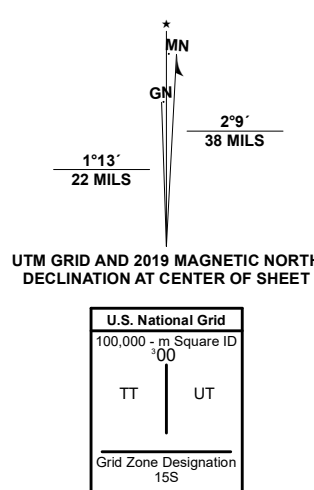 ★
MN
GN
2°9´
38 MILS
1°13´
22 MILS
UTM GRID AND 2019 MAGNETIC NORTH
DECLINATION AT CENTER OF SHEET
U.S. National Grid
100,000 - m Square ID
³00
TT UT
Grid Zone Designation
15S